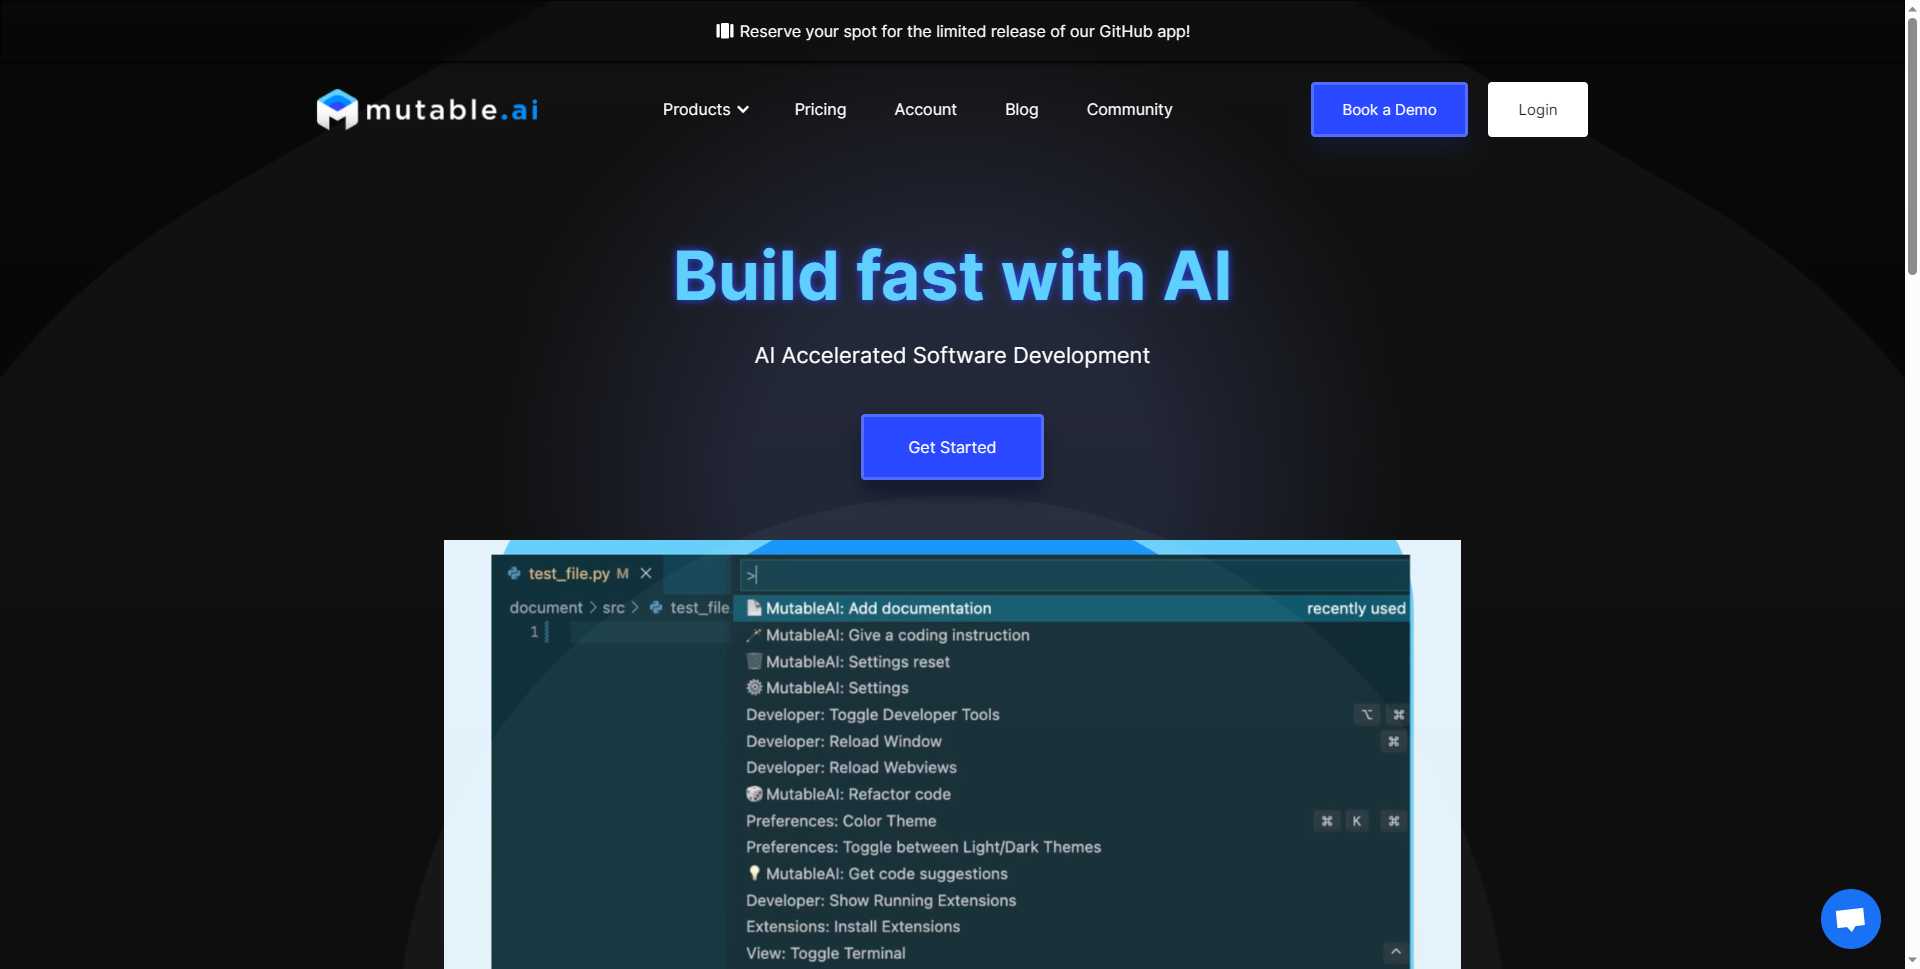 Reserve your spot for the limited release of our GitHub app!
mutable.ai
Products
Pricing
Account
Blog
Community
Book a Demo
Login
Build fast with AI
AI Accelerated Software Development
Get Started
test_file.py M
>
document > src > test_file.
MutableAI: Add documentation recently used
1
MutableAI: Give a coding instruction
MutableAI: Settings reset
MutableAI: Settings
Developer: Toggle Developer Tools ⌥ ⌘
Developer: Reload Window ⌘
Developer: Reload Webviews
MutableAI: Refactor code
Preferences: Color Theme ⌘ K ⌘
Preferences: Toggle between Light/Dark Themes
MutableAI: Get code suggestions
Developer: Show Running Extensions
Extensions: Install Extensions
View: Toggle Terminal ^